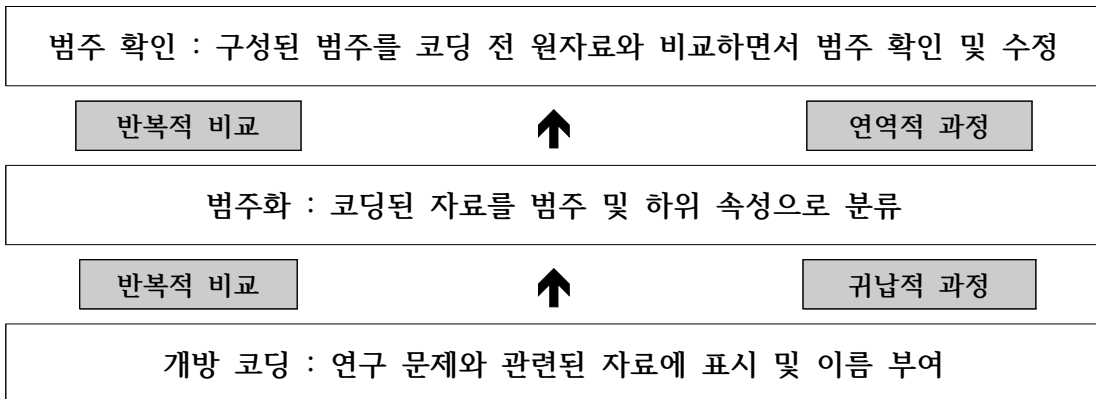 범주 확인 : 구성된 범주를 코딩 전 원자료와 비교하면서 범주 확인 및 수정
반복적 비교
연역적 과정
범주화 : 코딩된 자료를 범주 및 하위 속성으로 분류
반복적 비교
귀납적 과정
개방 코딩 : 연구 문제와 관련된 자료에 표시 및 이름 부여